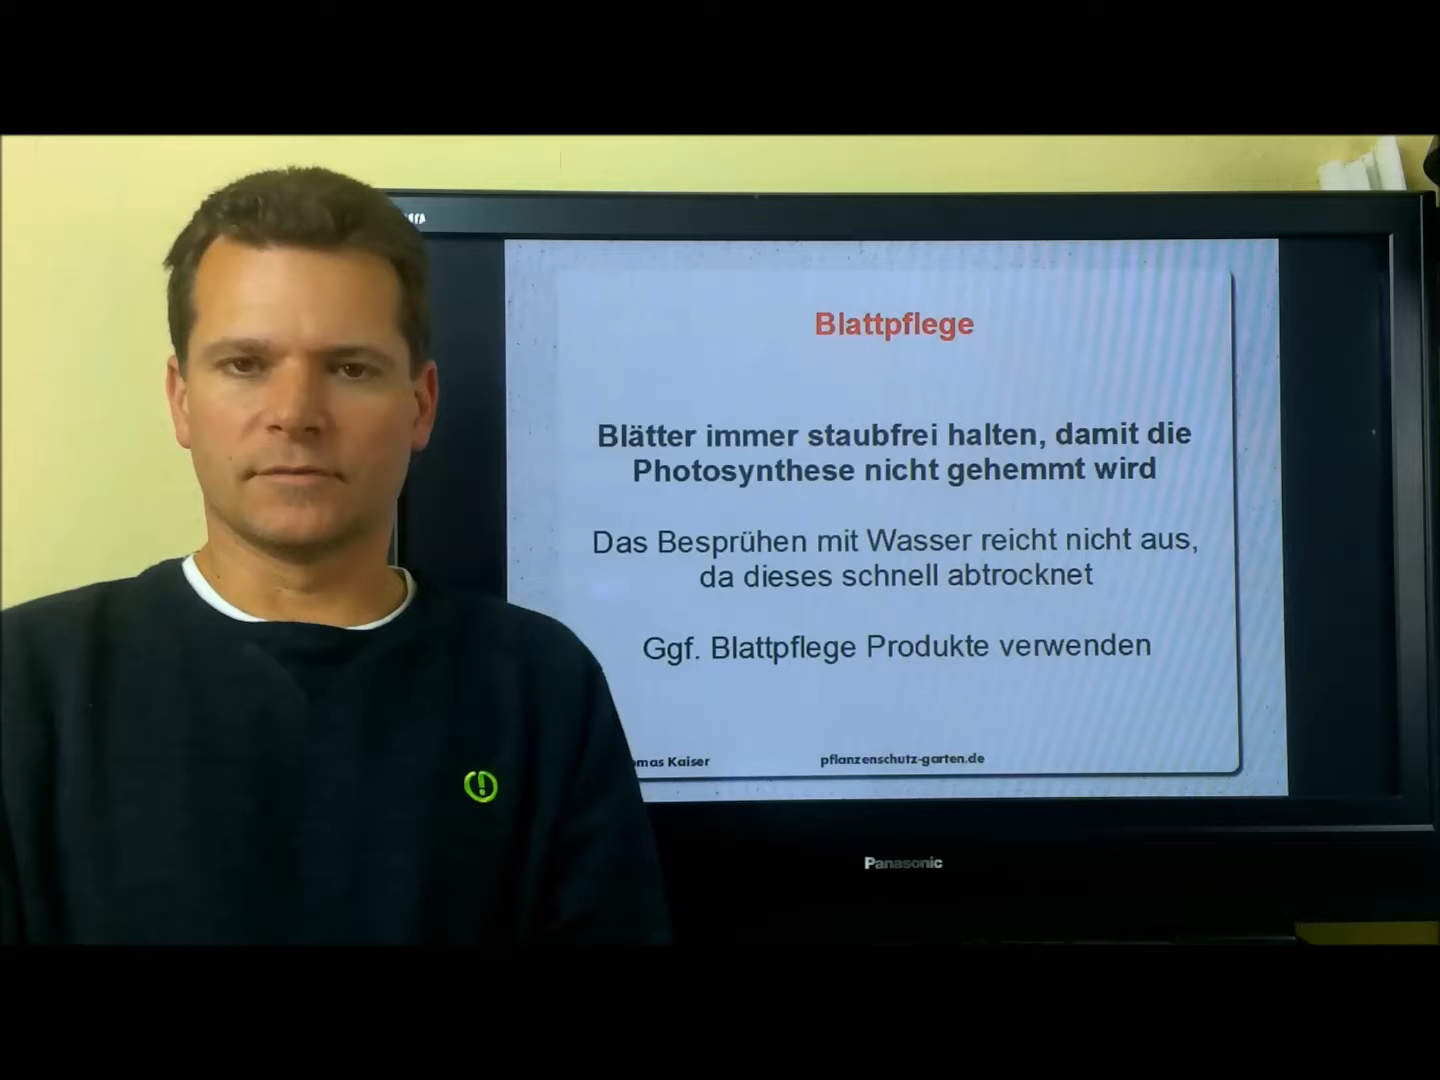 Blattpflege
Blätter immer staubfrei halten, damit die
Photosynthese nicht gehemmt wird
Das Besprühen mit Wasser reicht nicht aus,
da dieses schnell abtrocknet
Ggf. Blattpflege Produkte verwenden
Kaiser pflanzenschutz-garten.de
Panasonic